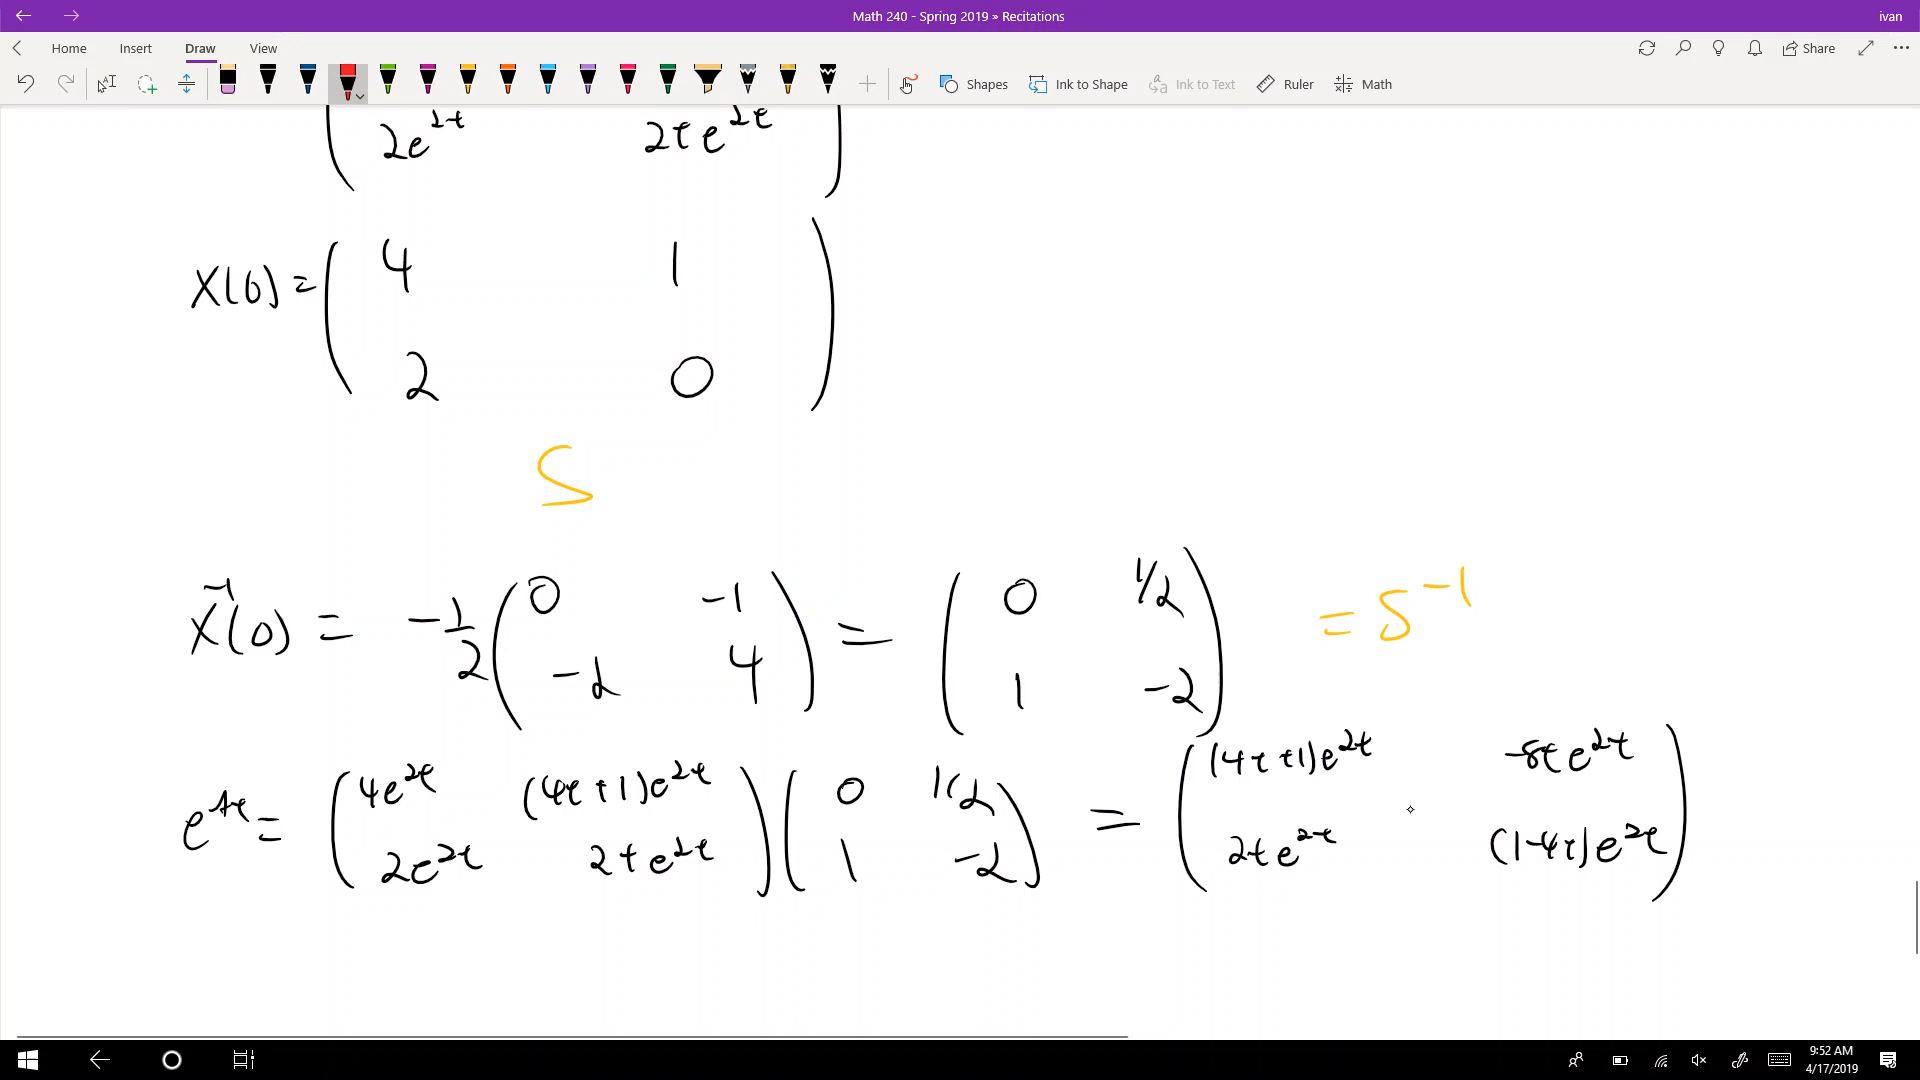 Math 240 - Spring 2019 » Recitations
ivan
Home Insert Draw View
Share
Shapes Ink to Shape Ink to Text Ruler Math
2e^{2t} 2te^{2t}
X(0) = ( 4 1
2 0 )
S
X^{-1}(0) = -1/2 ( 0 -1 = ( 0 1/2 = S^{-1}
-2 4 ) 1 -2 )
e^{At} = ( 4e^{2t} (4t+1)e^{2t} ( 0 1/2 = ( (4t+1)e^{2t} -8te^{2t}
2e^{2t} 2te^{2t} ) 1 -2 ) 2te^{2t} (1-4t)e^{2t} )
9:52 AM
4/17/2019